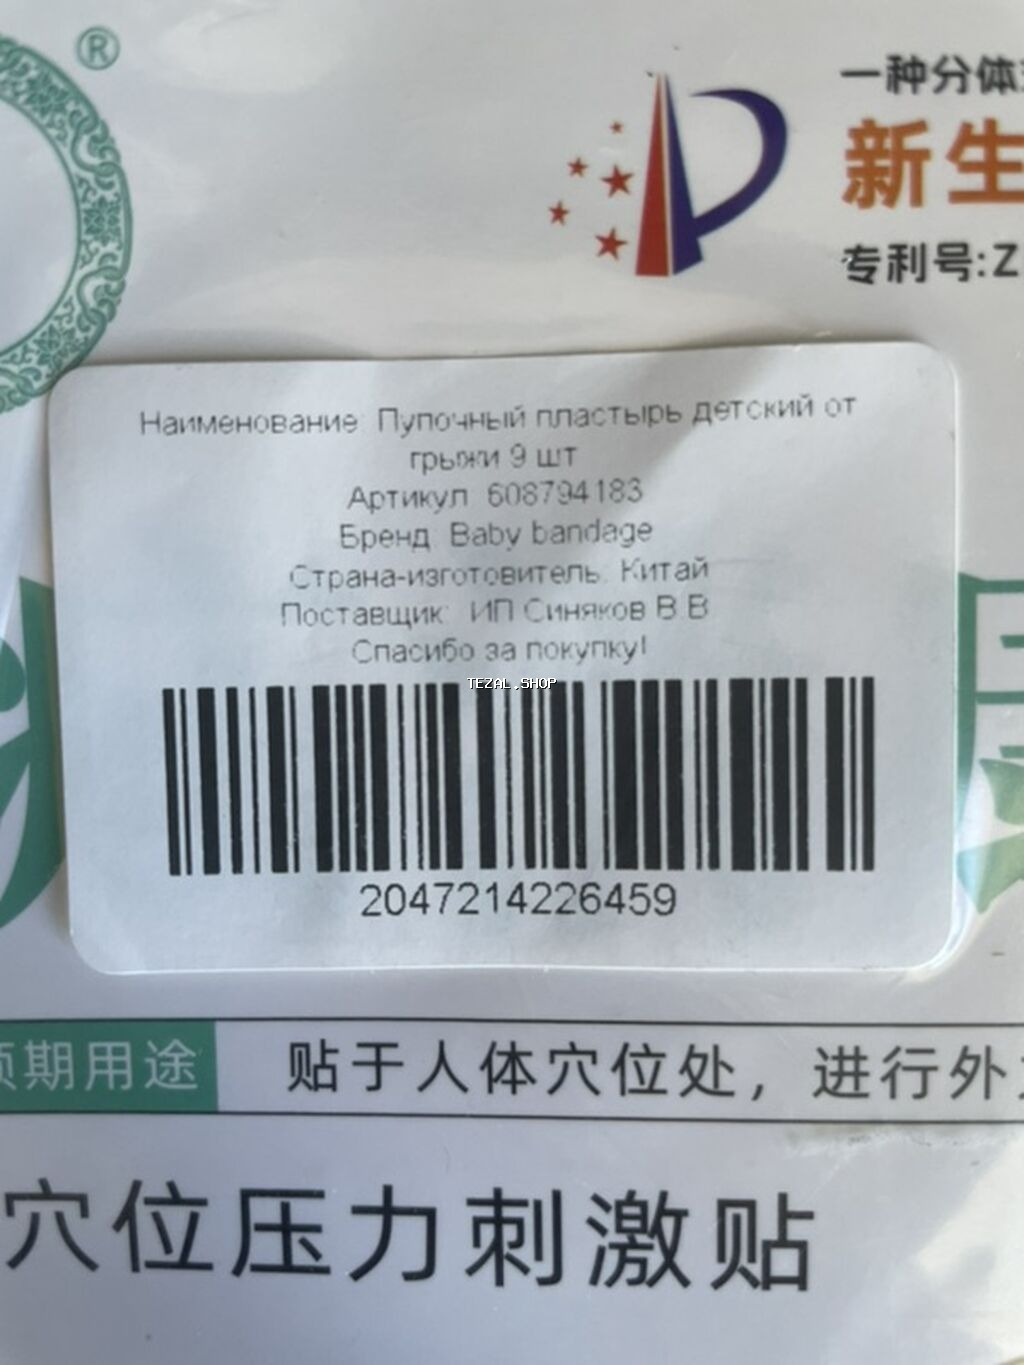 ®
一种分体
新生
专利号:Z
Наименование: Пупочный пластырь детский от
грыжи 9 шт
Артикул: 608794183
Бренд: Baby bandage
Страна-изготовитель: Китай
Поставщик: ИП Синяков В.В
Спасибо за покупку!
TEZAL.SHOP
2047214226459
预期用途
贴于人体穴位处，进行外
穴位压力刺激贴